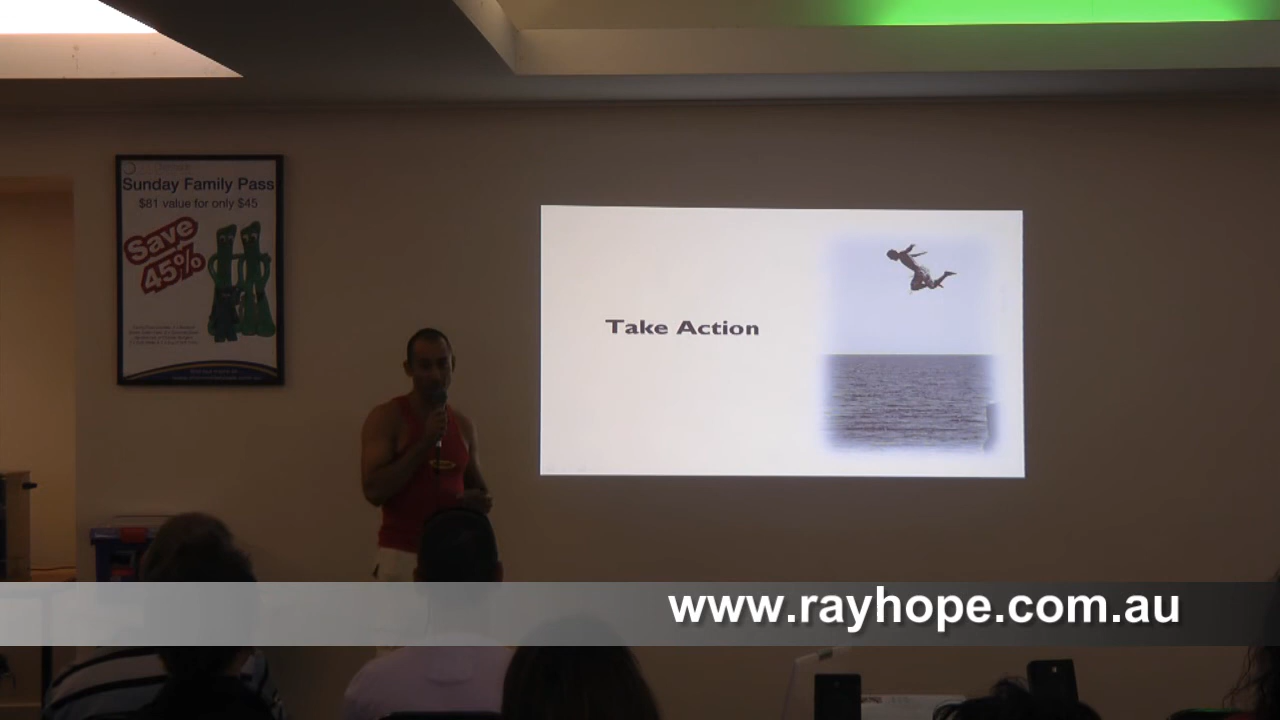 Sunday Family Pass
$81 value for only $45
Save
45%
Take Action
www.rayhope.com.au